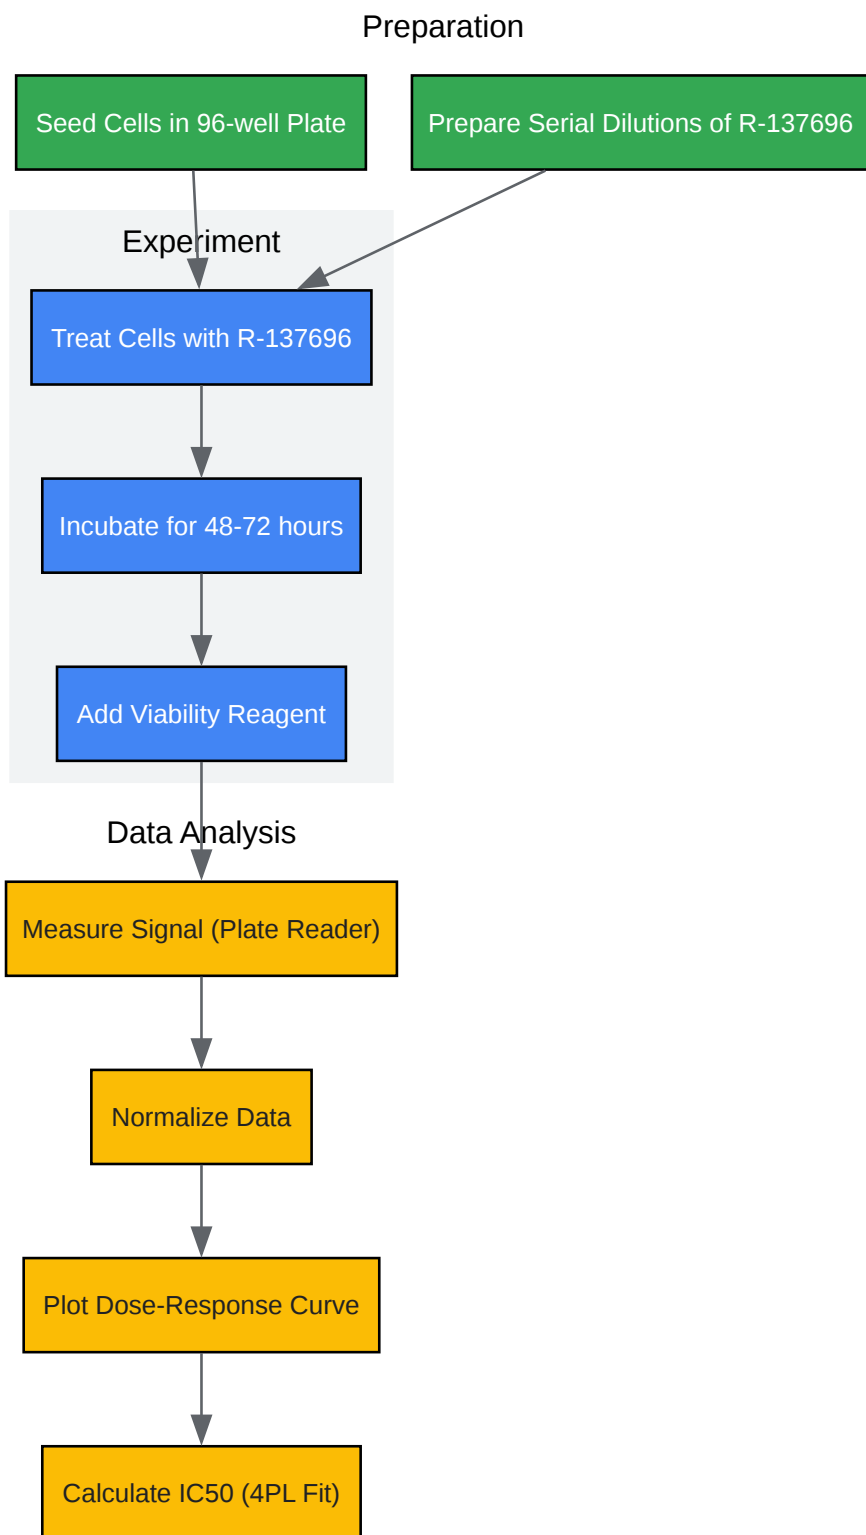 Preparation
Seed Cells in 96-well Plate
Prepare Serial Dilutions of R-137696
Experiment
Treat Cells with R-137696
Incubate for 48-72 hours
Add Viability Reagent
Data Analysis
Measure Signal (Plate Reader)
Normalize Data
Plot Dose-Response Curve
Calculate IC50 (4PL Fit)